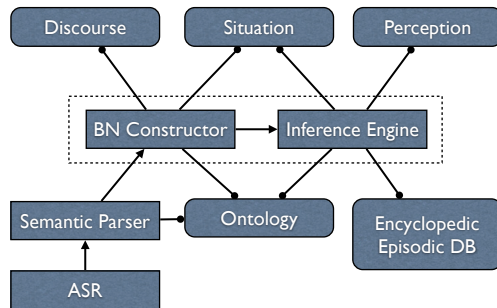 Discourse
Situation
Perception
BN Constructor
Inference Engine
Semantic Parser
Ontology
Encyclopedic
Episodic DB
ASR